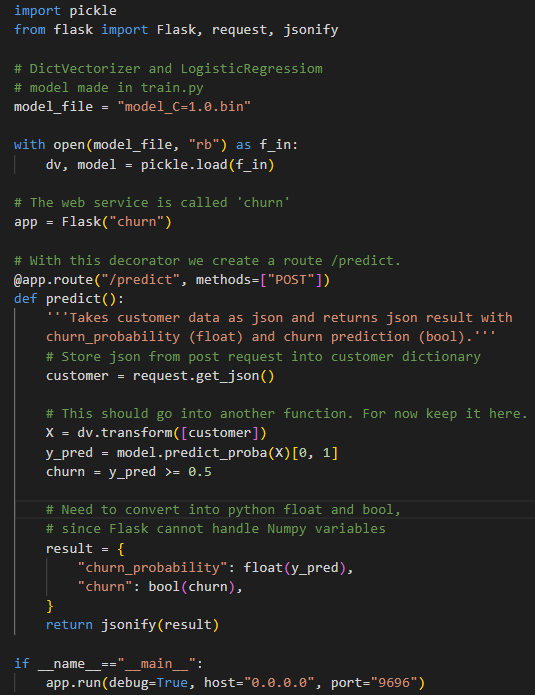 import pickle
from flask import Flask, request, jsonify

# DictVectorizer and LogisticRegressiom
# model made in train.py
model_file = "model_C=1.0.bin"

with open(model_file, "rb") as f_in:
    dv, model = pickle.load(f_in)

# The web service is called 'churn'
app = Flask("churn")

# With this decorator we create a route /predict.
@app.route("/predict", methods=["POST"])
def predict():
    '''Takes customer data as json and returns json result with
    churn_probability (float) and churn prediction (bool).'''
    # Store json from post request into customer dictionary
    customer = request.get_json()

    # This should go into another function. For now keep it here.
    X = dv.transform([customer])
    y_pred = model.predict_proba(X)[0, 1]
    churn = y_pred >= 0.5

    # Need to convert into python float and bool,
    # since Flask cannot handle Numpy variables
    result = {
        "churn_probability": float(y_pred),
        "churn": bool(churn),
    }
    return jsonify(result)

if __name__=="__main__":
    app.run(debug=True, host="0.0.0.0", port="9696")